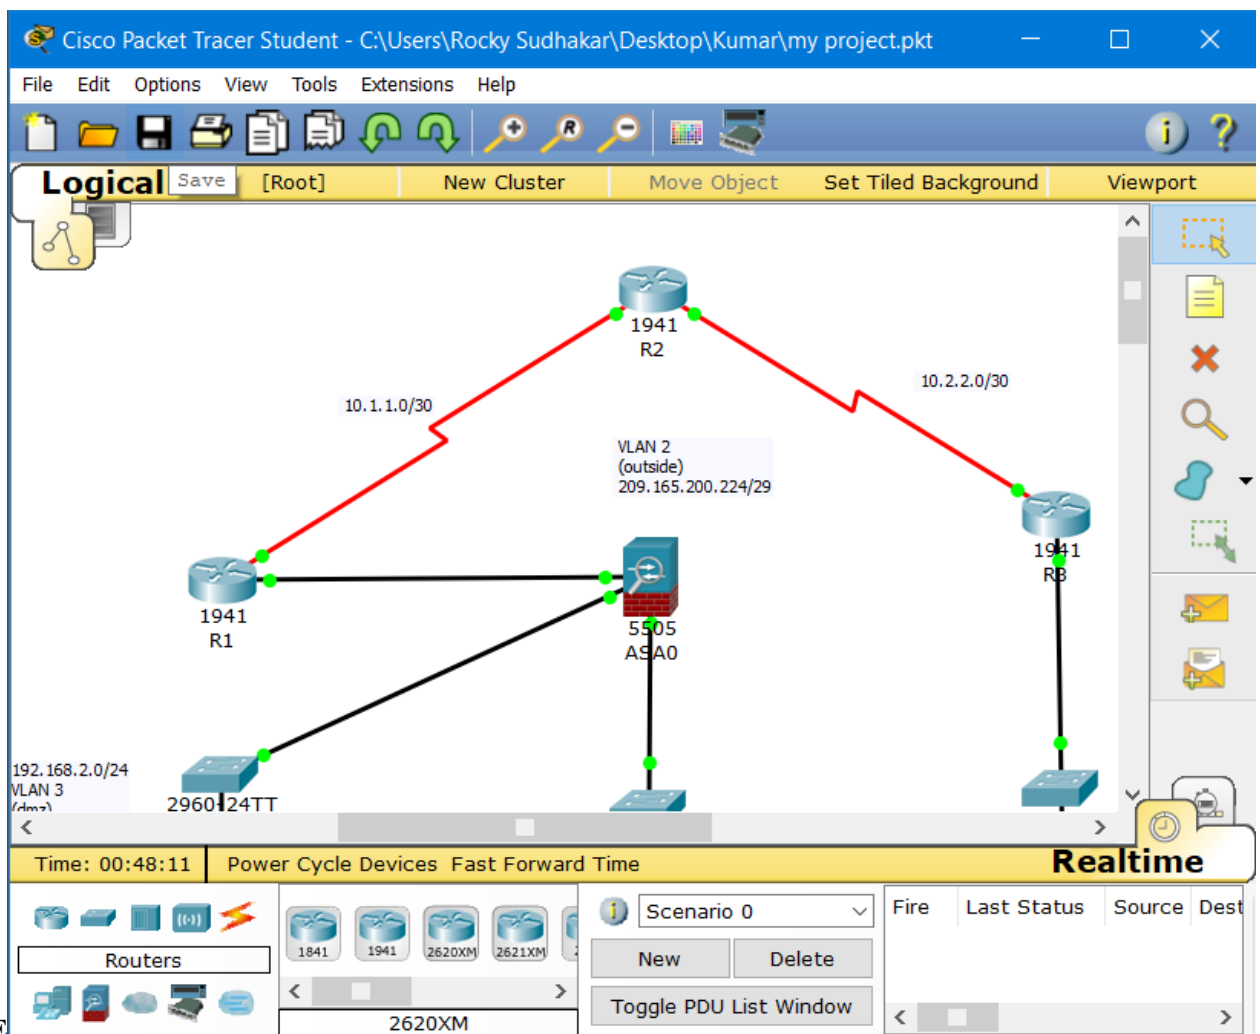 Cisco Packet Tracer Student - C:\Users\Rocky Sudhakar\Desktop\Kumar\my project.pkt
File Edit Options View Tools Extensions Help
Logical Save [Root] New Cluster Move Object Set Tiled Background Viewport
1941
R2
10.1.1.0/30
10.2.2.0/30
VLAN 2
(outside)
209.165.200.224/29
1941
R3
1941
R1
5505
ASA0
192.168.2.0/24
VLAN 3
(dmz)
2960-24TT
Time: 00:48:11 Power Cycle Devices Fast Forward Time Realtime
Routers
1841 1941 2620XM 2621XM
2620XM
Scenario 0
New Delete
Toggle PDU List Window
Fire Last Status Source Dest